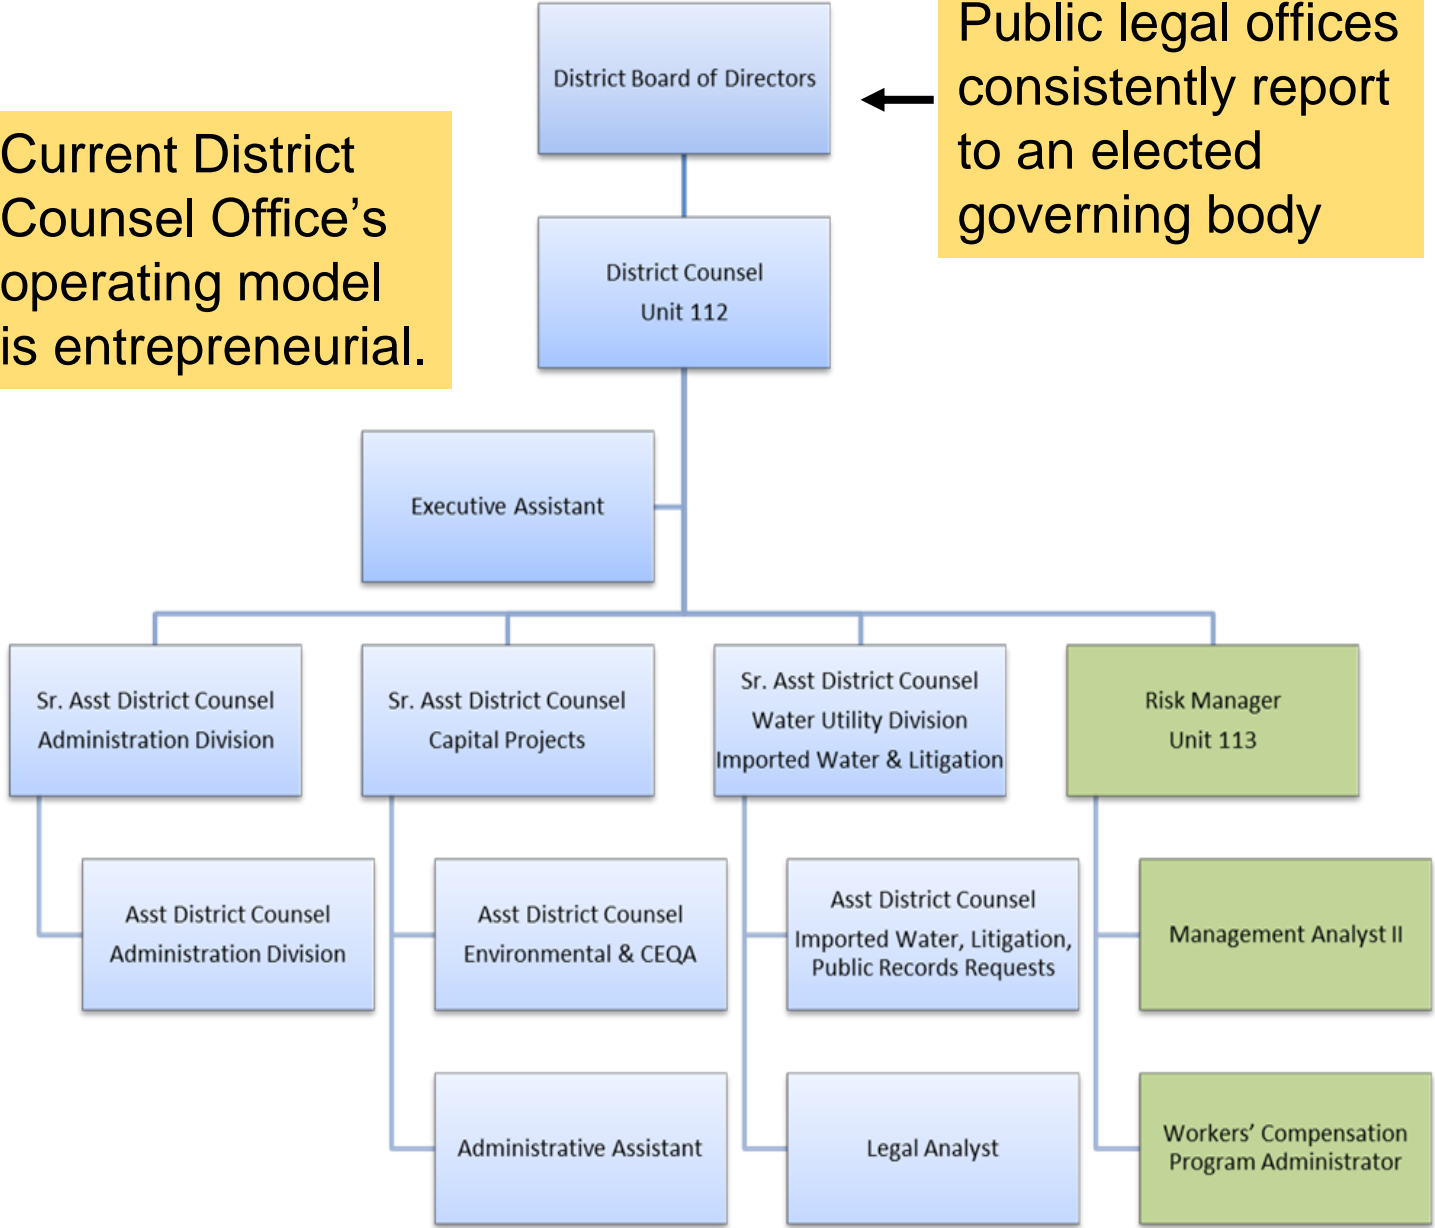 District Board of Directors
Public legal offices
consistently report
to an elected
governing body
Current District
Counsel Office’s
operating model
is entrepreneurial.
District Counsel
Unit 112
Executive Assistant
Sr. Asst District Counsel
Administration Division
Sr. Asst District Counsel
Capital Projects
Sr. Asst District Counsel
Water Utility Division
Imported Water & Litigation
Risk Manager
Unit 113
Asst District Counsel
Administration Division
Asst District Counsel
Environmental & CEQA
Asst District Counsel
Imported Water, Litigation,
Public Records Requests
Management Analyst II
Administrative Assistant
Legal Analyst
Workers’ Compensation
Program Administrator